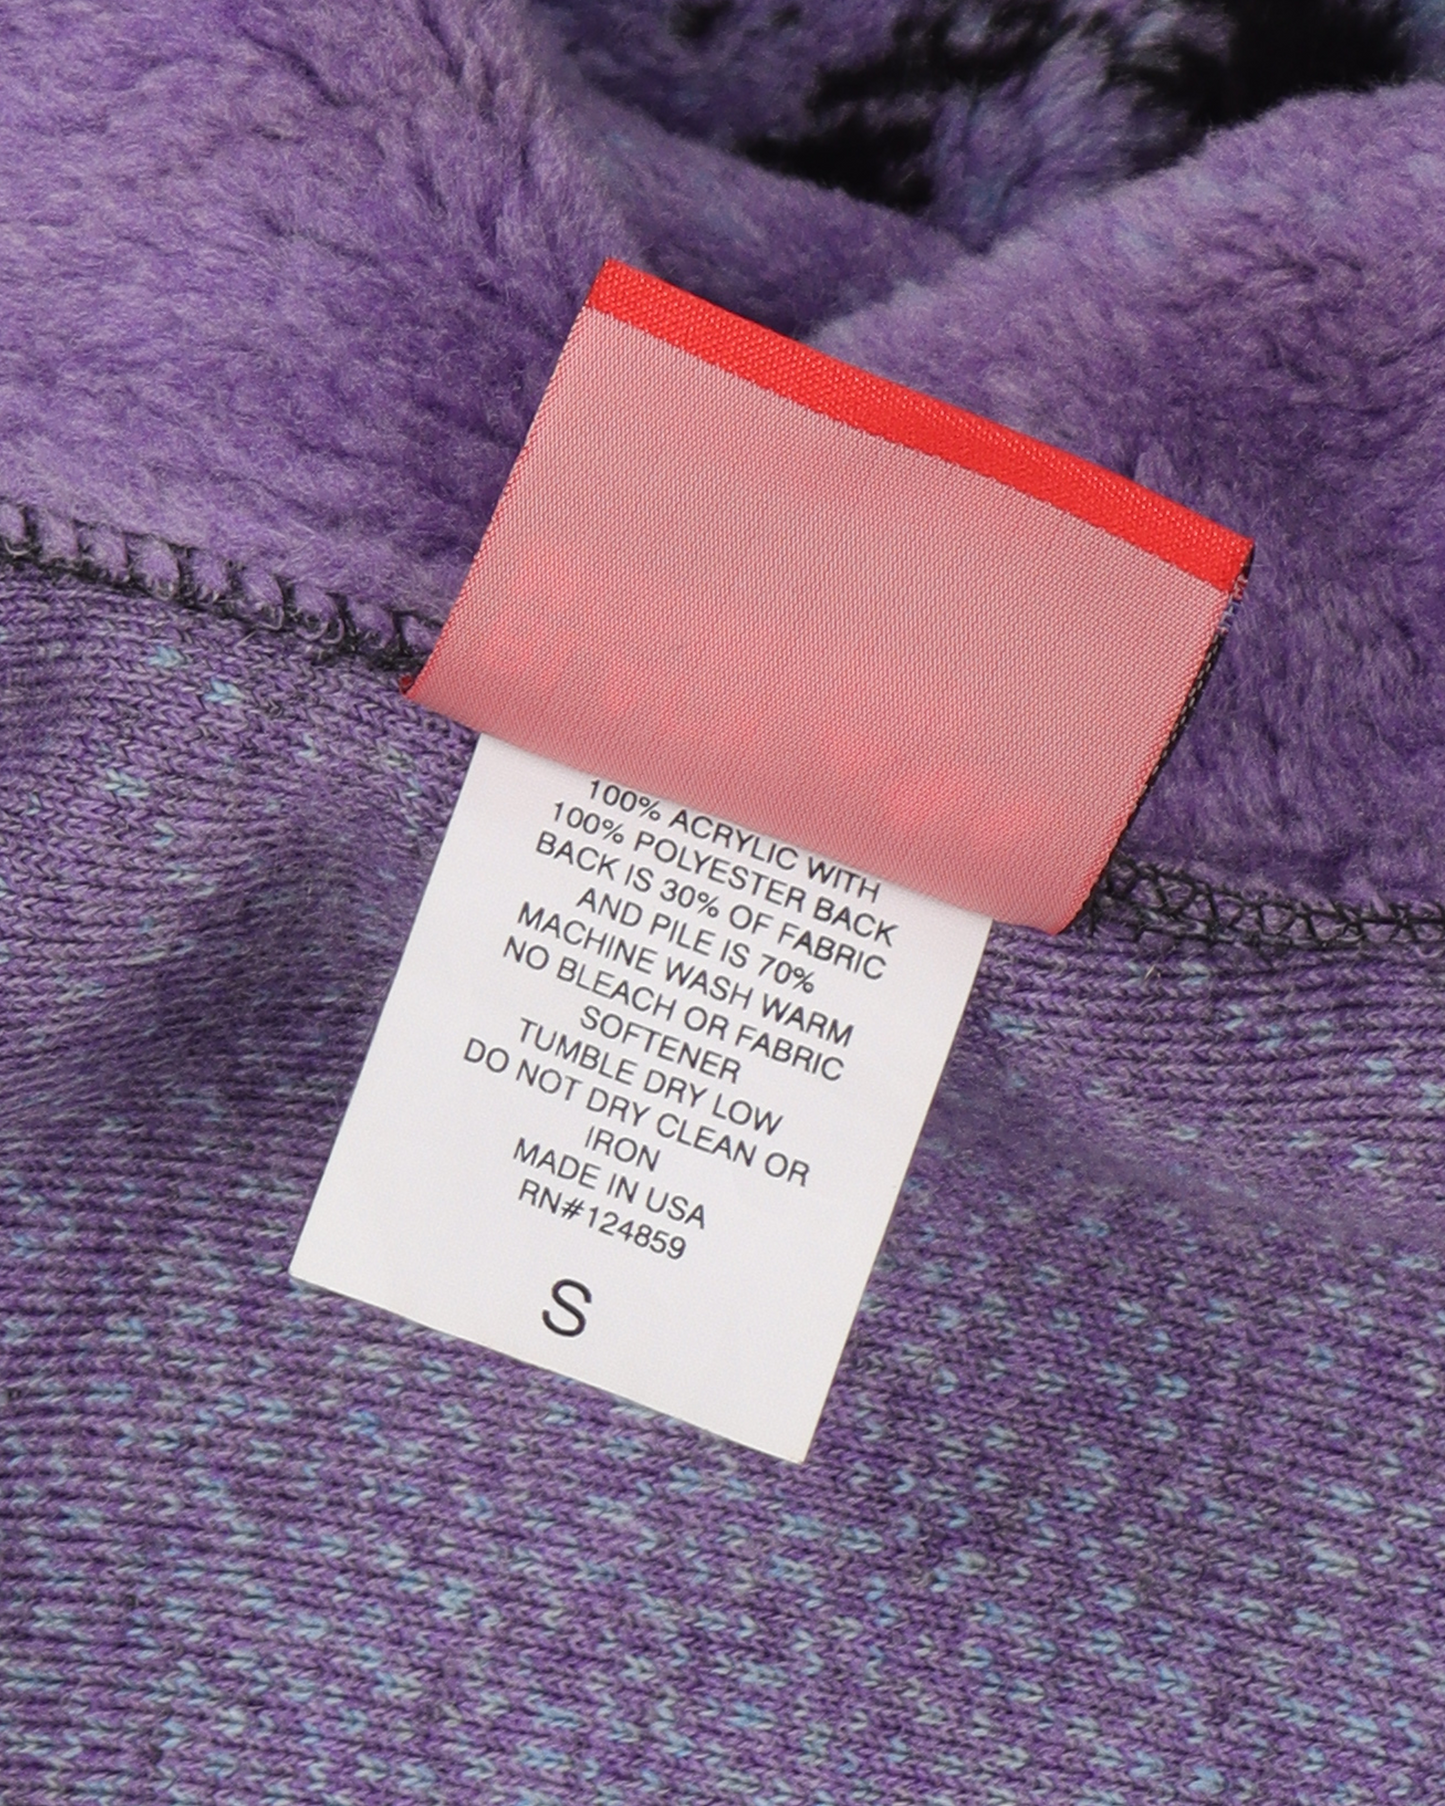 100% ACRYLIC WITH
100% POLYESTER BACK
BACK IS 30% OF FABRIC
AND PILE IS 70%
MACHINE WASH WARM
NO BLEACH OR FABRIC
SOFTENER
TUMBLE DRY LOW
DO NOT DRY CLEAN OR
IRON
MADE IN USA
RN#124859
S